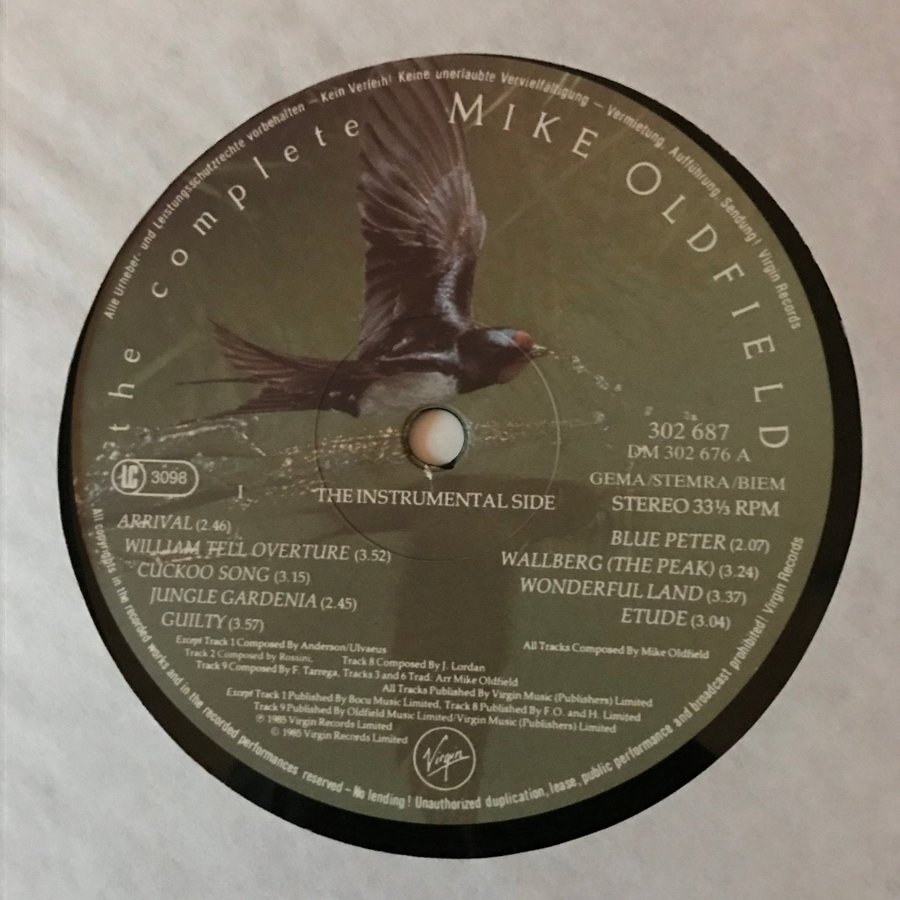 Alle Urheber- und Leistungsschutzrechte vorbehalten – Kein Verleih! Keine unerlaubte Vervielfältigung – Vermietung, Aufführung, Sendung! Virgin Records
the complete MIKE OLDFIELD
302 687
DM 302 676 A
GEMA/STEMRA/BIEM
STEREO 33⅓ RPM
LC 3098
I
THE INSTRUMENTAL SIDE
ARRIVAL (2.46)
WILLIAM TELL OVERTURE (3.52)
CUCKOO SONG (3.15)
JUNGLE GARDENIA (2.45)
GUILTY (3.57)
BLUE PETER (2.07)
WALLBERG (THE PEAK) (3.24)
WONDERFUL LAND (3.37)
ETUDE (3.04)
All Tracks Composed By Mike Oldfield
Except Track 1 Composed By Anderson/Ulvaeus
Track 2 Composed by Rossini, Track 8 Composed By J. Lordan
Track 9 Composed By F. Tarrega, Tracks 3 and 6 Trad. Arr Mike Oldfield
All Tracks Published By Virgin Music (Publishers) Limited
Except Track 1 Published By Bocu Music Limited, Track 8 Published By F.O. and H. Limited
Track 9 Published By Oldfield Music Limited/Virgin Music (Publishers) Limited
℗ 1985 Virgin Records Limited
© 1985 Virgin Records Limited
Virgin
All copyrights in the recorded works and in the recorded performances reserved – No lending! Unauthorized duplication, lease, public performance and broadcast prohibited! Virgin Records